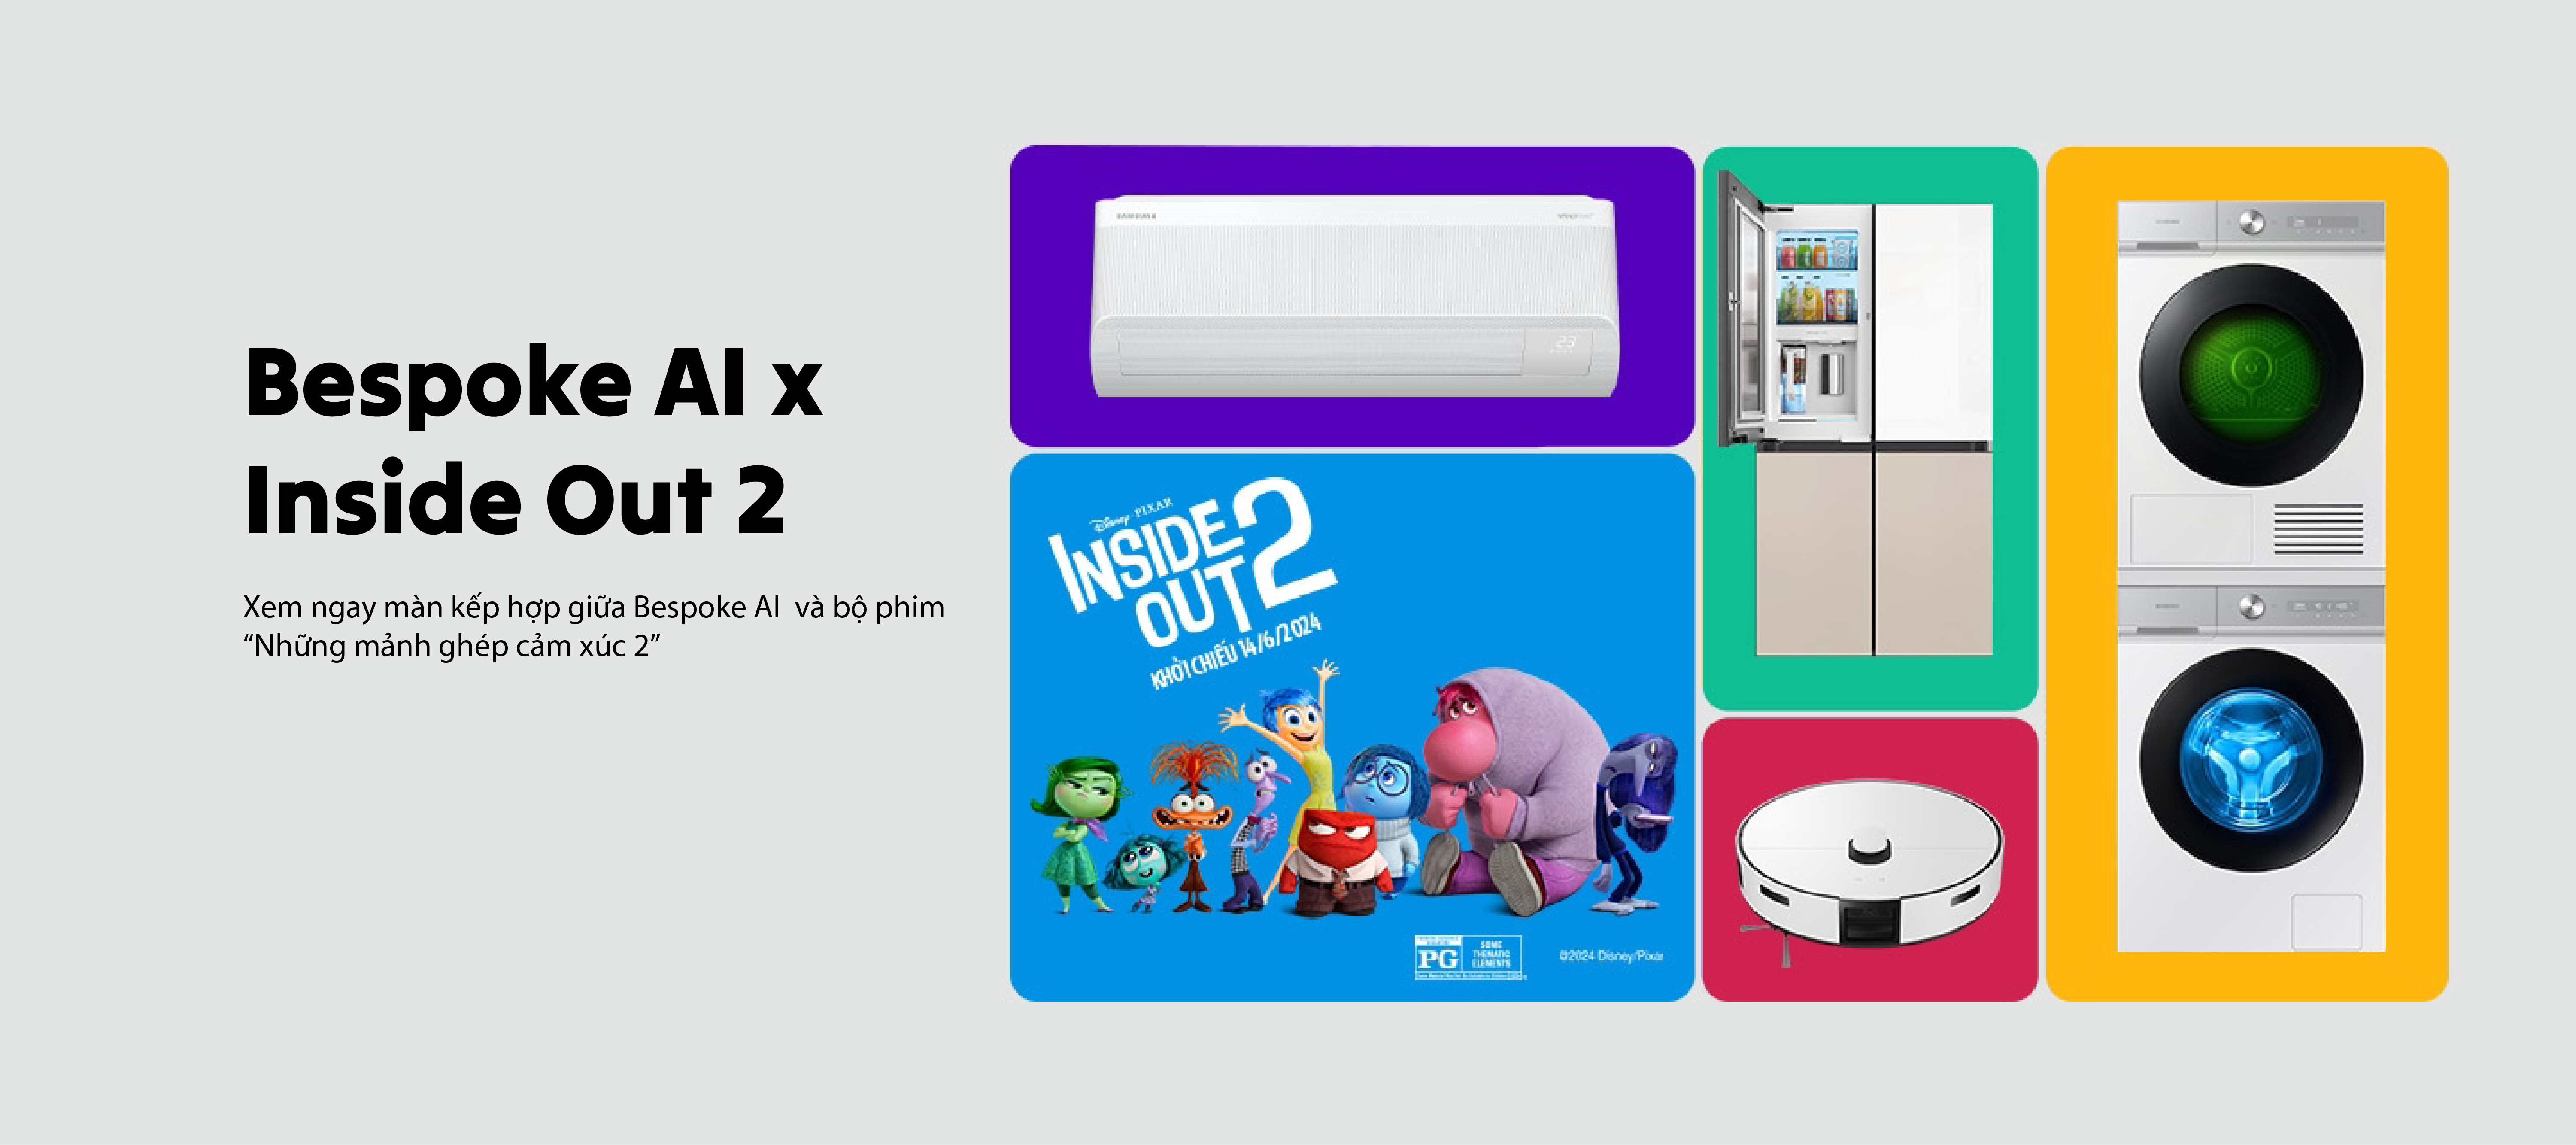 Bespoke AI x
Inside Out 2
Xem ngay màn kếp hợp giữa Bespoke AI và bộ phim
“Những mảnh ghép cảm xúc 2”
SAMSUNG
23
Disney PIXAR
INSIDE
OUT 2
KHỞI CHIẾU 14/6/2024
PG
SOME
THEMATIC
ELEMENTS
©2024 Disney/Pixar